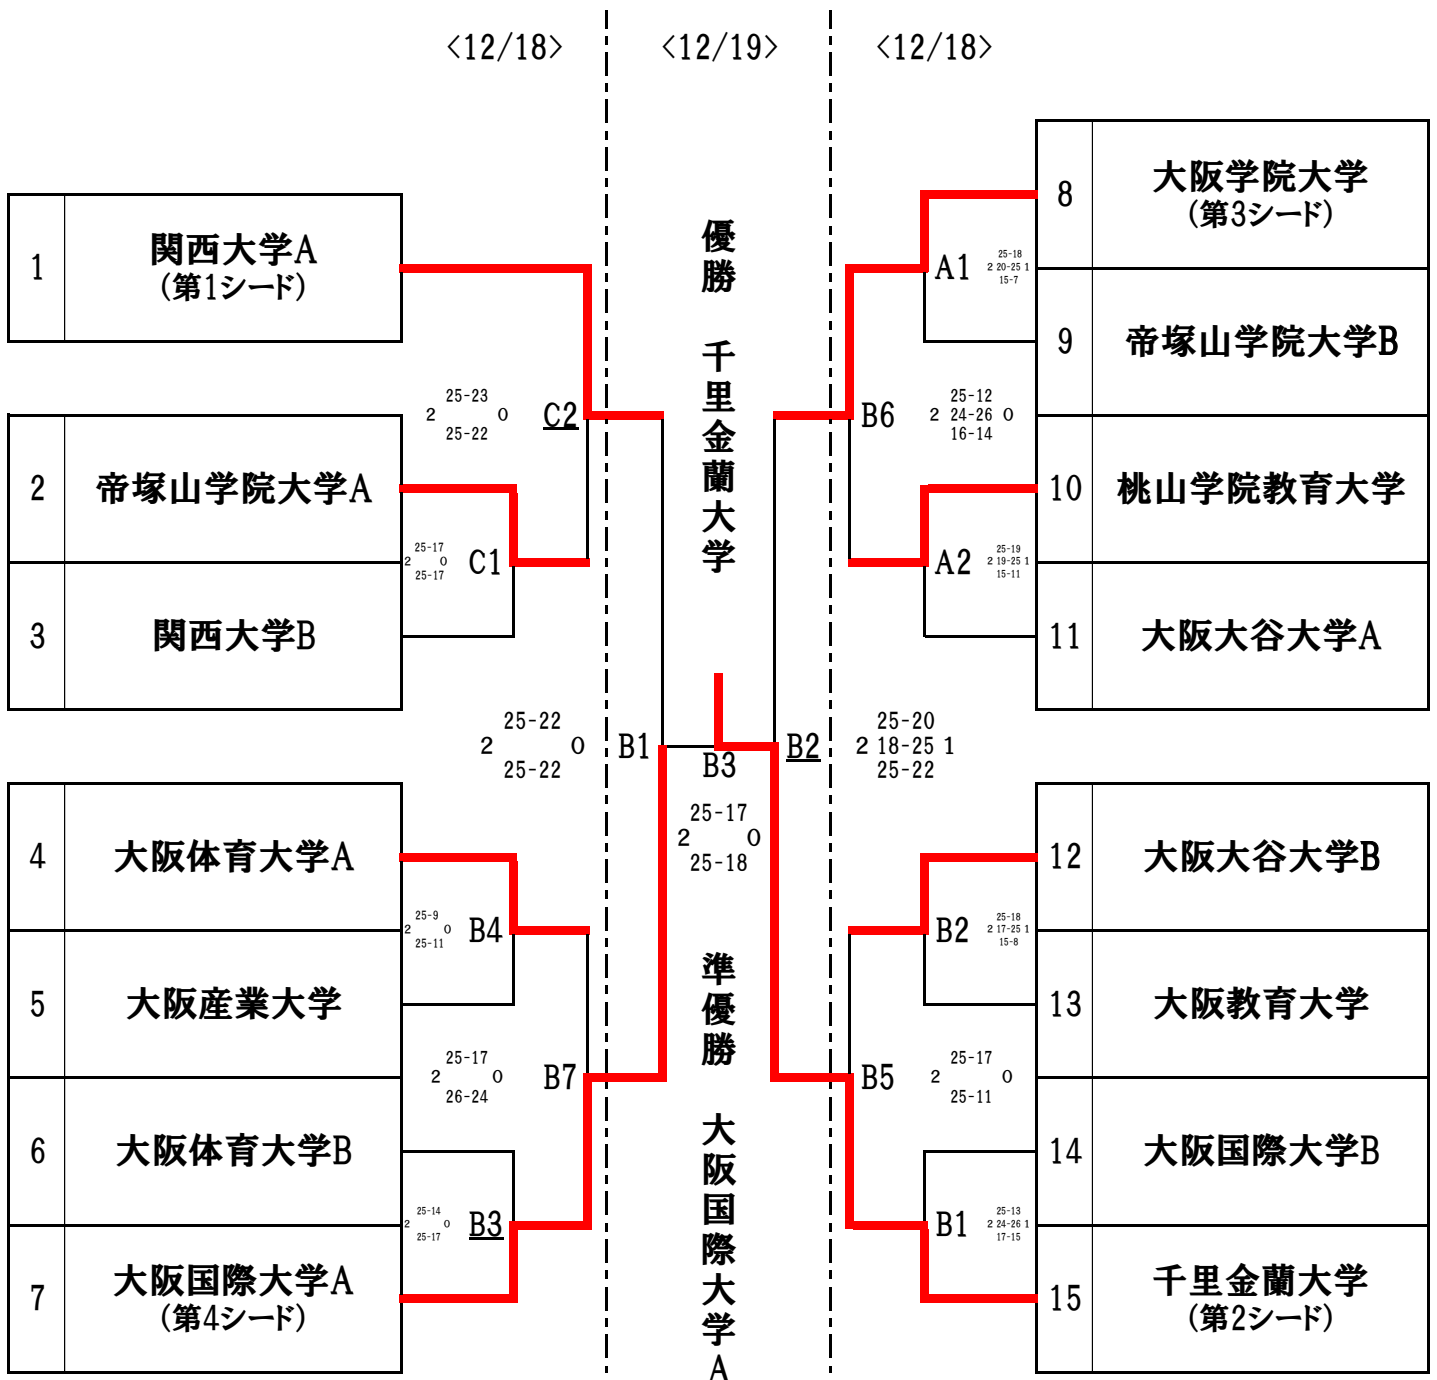 <12/18>
<12/19>
<12/18>
1
関西大学A
(第1シード)
2
帝塚山学院大学A
3
関西大学B
4
大阪体育大学A
5
大阪産業大学
6
大阪体育大学B
7
大阪国際大学A
(第4シード)
25-23
2 0
25-22
C2
25-17
2 0
25-17
C1
25-22
2 0
25-22
B1
25-9
2 0
25-11
B4
25-17
2 0
26-24
B7
25-14
2 0
25-17
B3
優勝 千里金蘭大学
B3
25-17
2 0
25-18
準優勝 大阪国際大学A
A1
25-18
2 20-25 1
15-7
B6
25-12
2 24-26 0
16-14
A2
25-19
2 19-25 1
15-11
B2
25-20
2 18-25 1
25-22
B2
25-18
2 17-25 1
15-8
B5
25-17
2 0
25-11
B1
25-13
2 24-26 1
17-15
8
大阪学院大学
(第3シード)
9
帝塚山学院大学B
10
桃山学院教育大学
11
大阪大谷大学A
12
大阪大谷大学B
13
大阪教育大学
14
大阪国際大学B
15
千里金蘭大学
(第2シード)